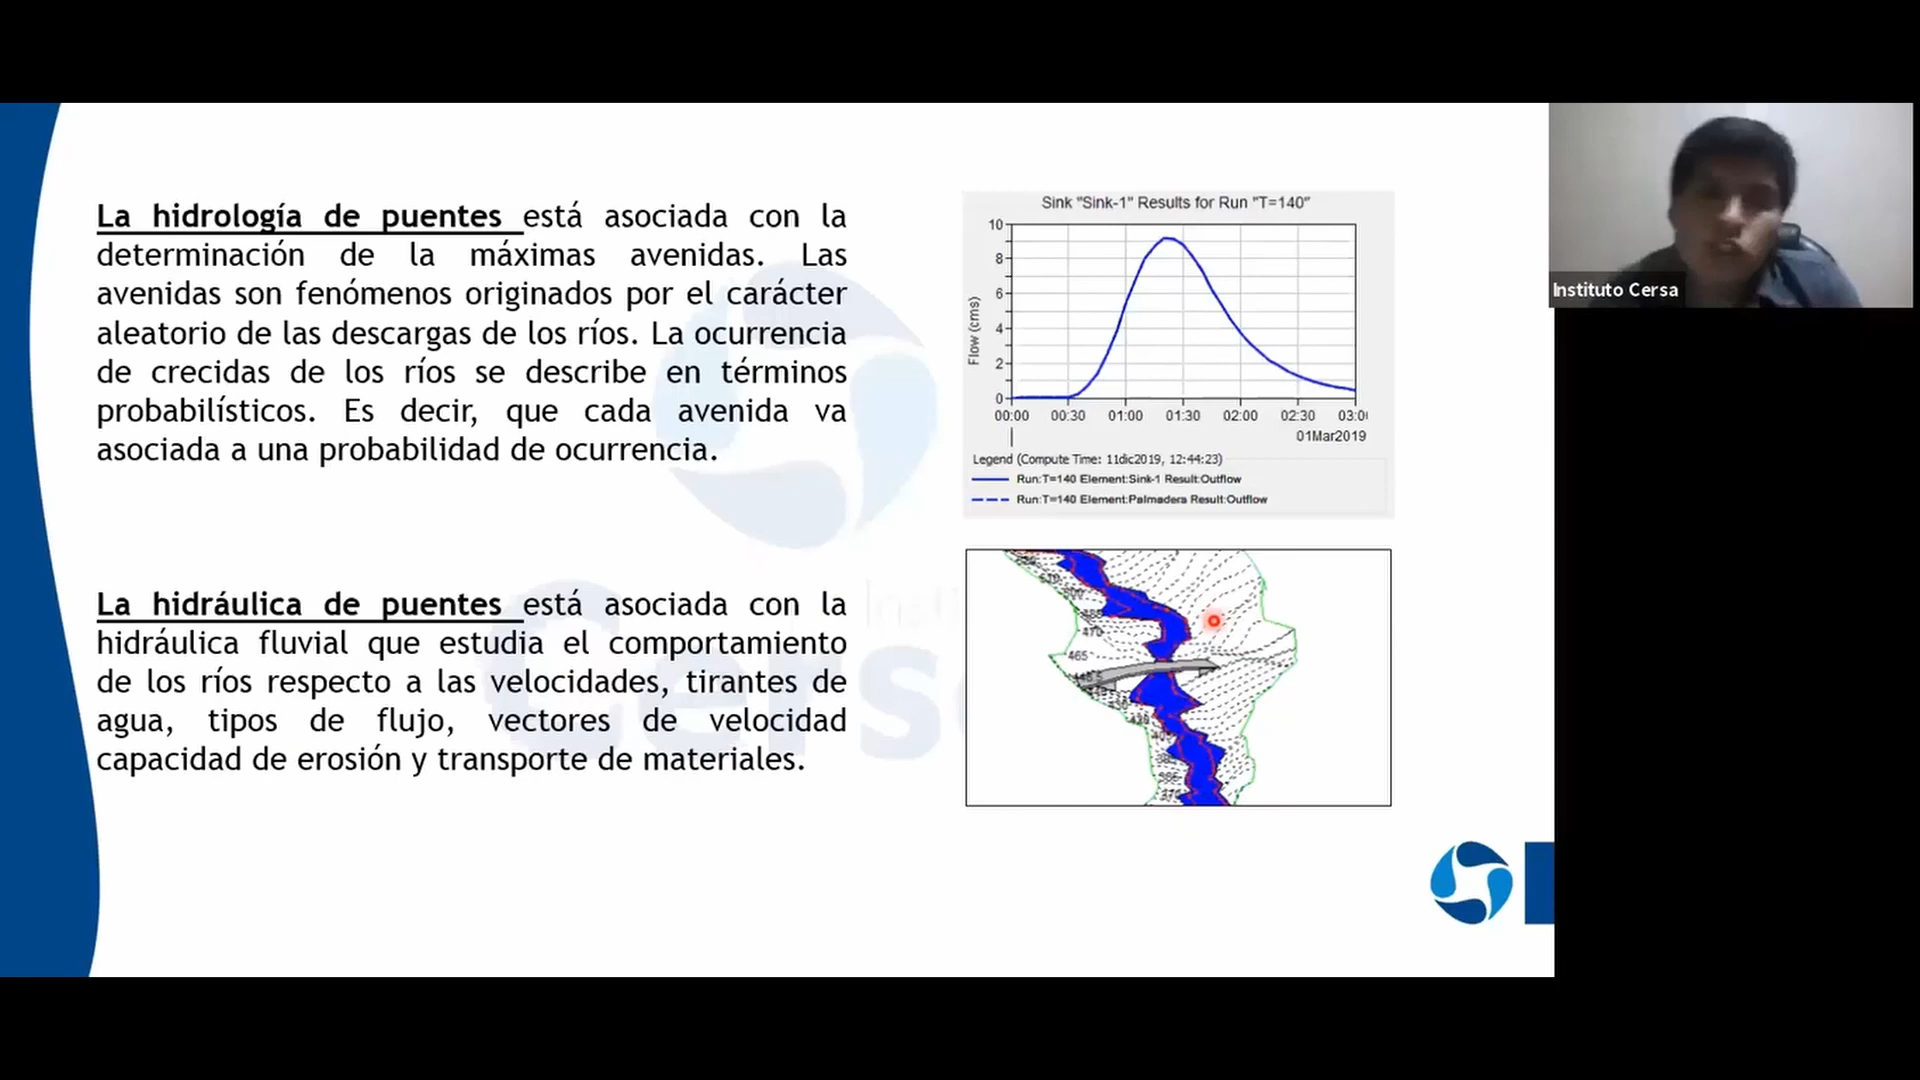 La hidrología de puentes está asociada con la
determinación de la máximas avenidas. Las
avenidas son fenómenos originados por el carácter
aleatorio de las descargas de los ríos. La ocurrencia
de crecidas de los ríos se describe en términos
probabilísticos. Es decir, que cada avenida va
asociada a una probabilidad de ocurrencia.
La hidráulica de puentes está asociada con la
hidráulica fluvial que estudia el comportamiento
de los ríos respecto a las velocidades, tirantes de
agua, tipos de flujo, vectores de velocidad
capacidad de erosión y transporte de materiales.
Sink "Sink-1" Results for Run "T=140"
Flow (cms)
10
8
6
4
2
0
00:00 00:30 01:00 01:30 02:00 02:30 03:0
01Mar2019
Legend (Compute Time: 11dic2019, 12:44:23)
Run:T=140 Element:Sink-1 Result:Outflow
Run:T=140 Element:Palmadera Result:Outflow
470
465
Insti
Cersa
Instituto Cersa